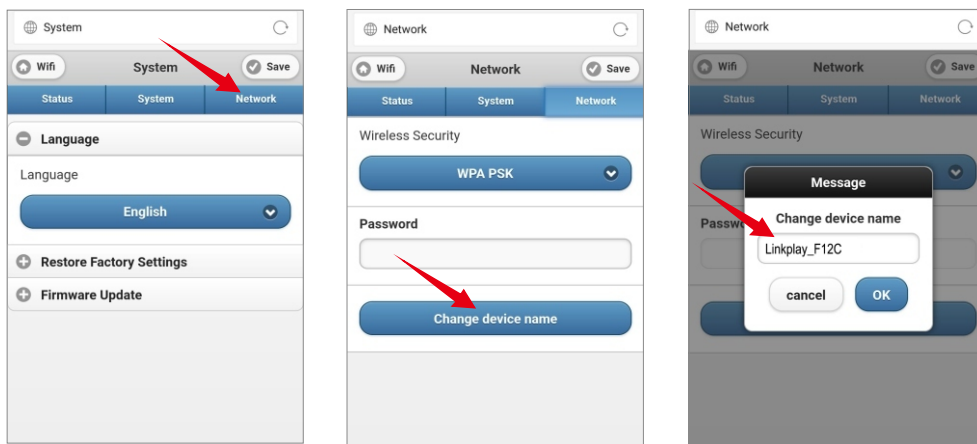 System
Wifi
System
Save
Status
System
Network
Language
Language
English
Restore Factory Settings
Firmware Update
Network
Wifi
Network
Save
Status
System
Network
Wireless Security
WPA PSK
Password
Change device name
Network
Wifi
Network
Save
Status
System
Network
Wireless Security
Passw
Message
Change device name
Linkplay_F12C
cancel
OK